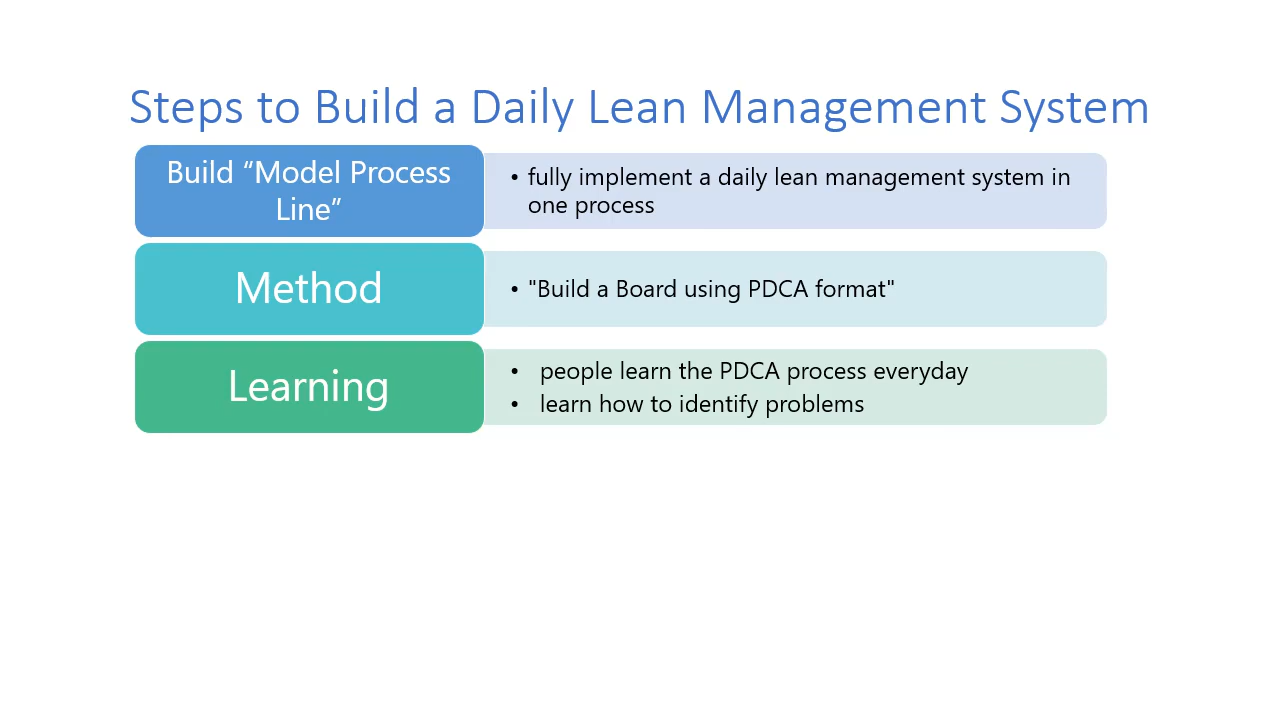 Steps to Build a Daily Lean Management System
Build “Model Process
Line”
• fully implement a daily lean management system in
one process
Method
• "Build a Board using PDCA format"
Learning
• people learn the PDCA process everyday
• learn how to identify problems